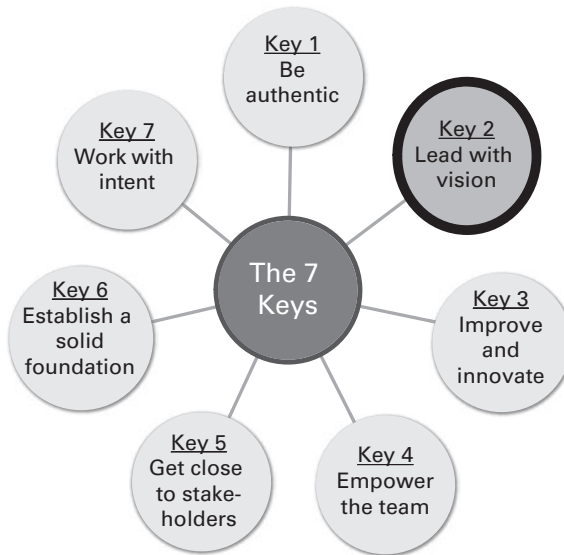 Key 1
Be
authentic
Key 2
Lead with
vision
Key 3
Improve
and
innovate
Key 4
Empower
the team
Key 5
Get close
to stake-
holders
Key 6
Establish a
solid
foundation
Key 7
Work with
intent
The 7
Keys